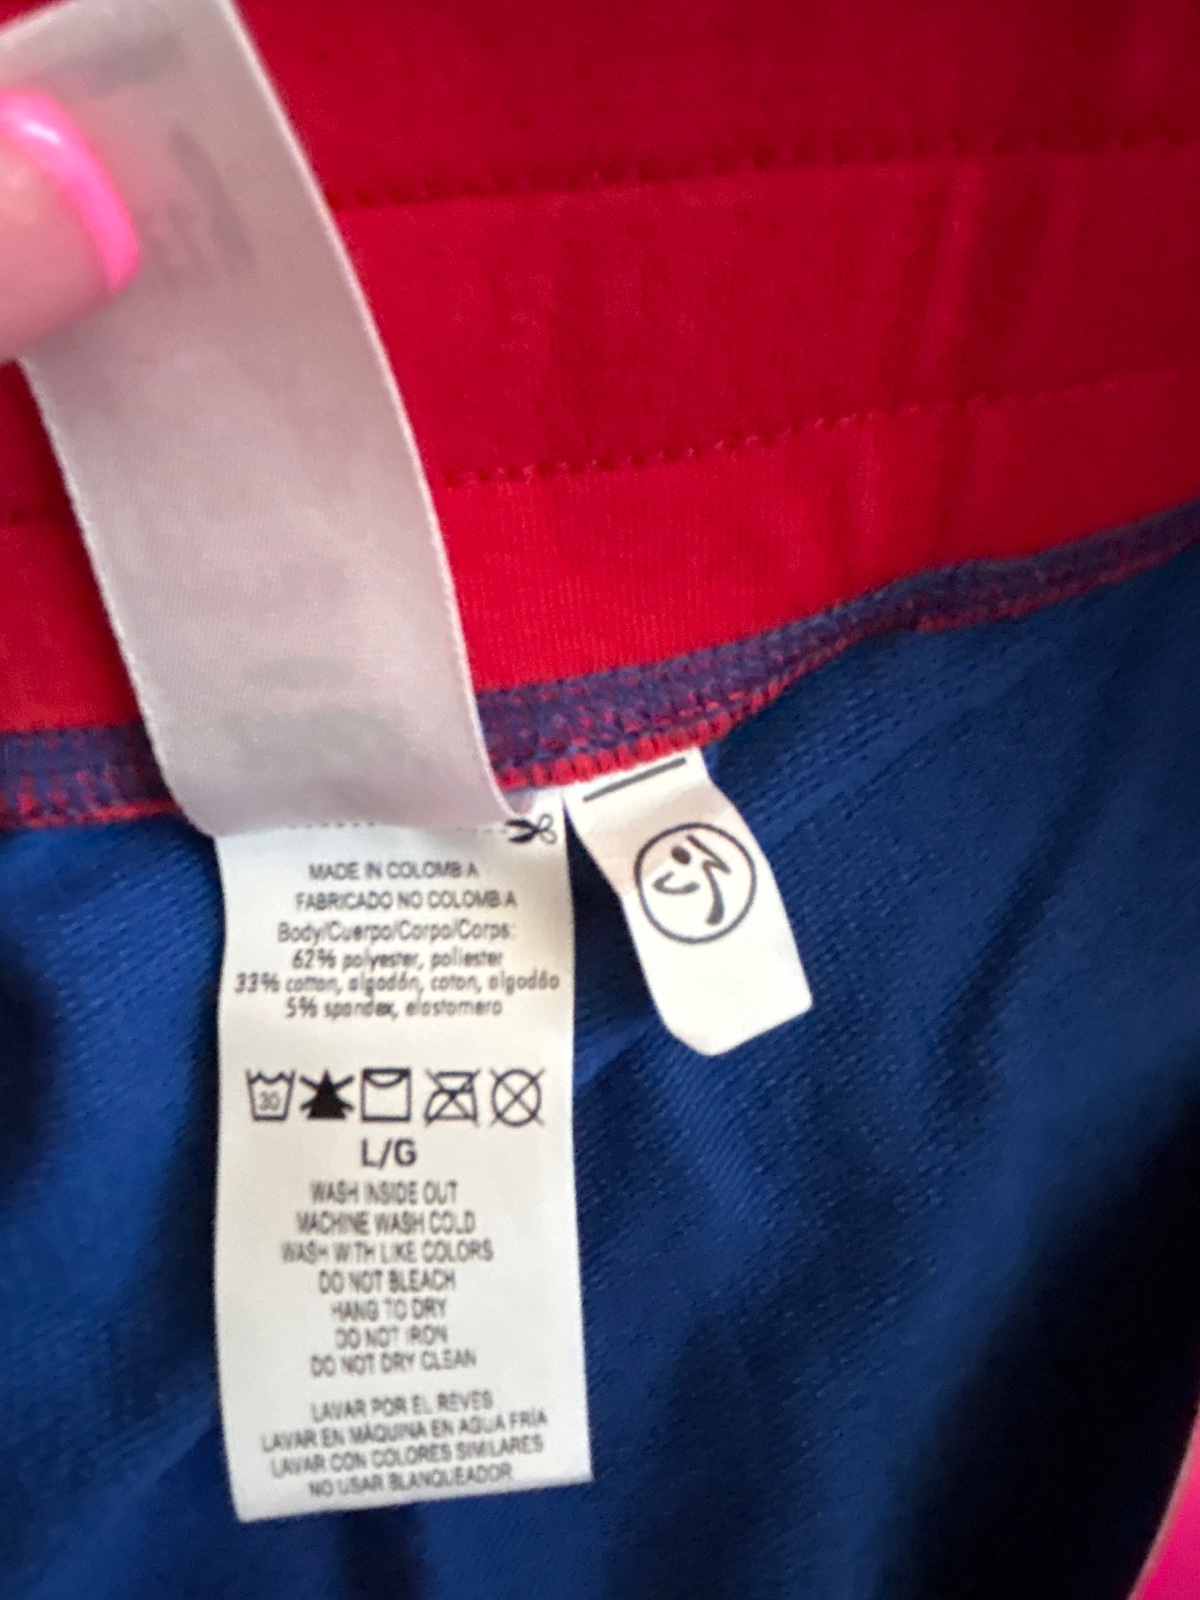 MADE IN COLOMBIA
FABRICADO NO COLOMBIA
Body/Cuerpo/Corpo/Corps:
62% polyester, poliester
33% cotton, algodón, coton, algodão
5% spandex, elastomero
30
L/G
WASH INSIDE OUT
MACHINE WASH COLD
WASH WITH LIKE COLORS
DO NOT BLEACH
HANG TO DRY
DO NOT IRON
DO NOT DRY CLEAN
LAVAR POR EL REVES
LAVAR EN MÁQUINA EN AGUA FRÍA
LAVAR CON COLORES SIMILARES
NO USAR BLANQUEADOR